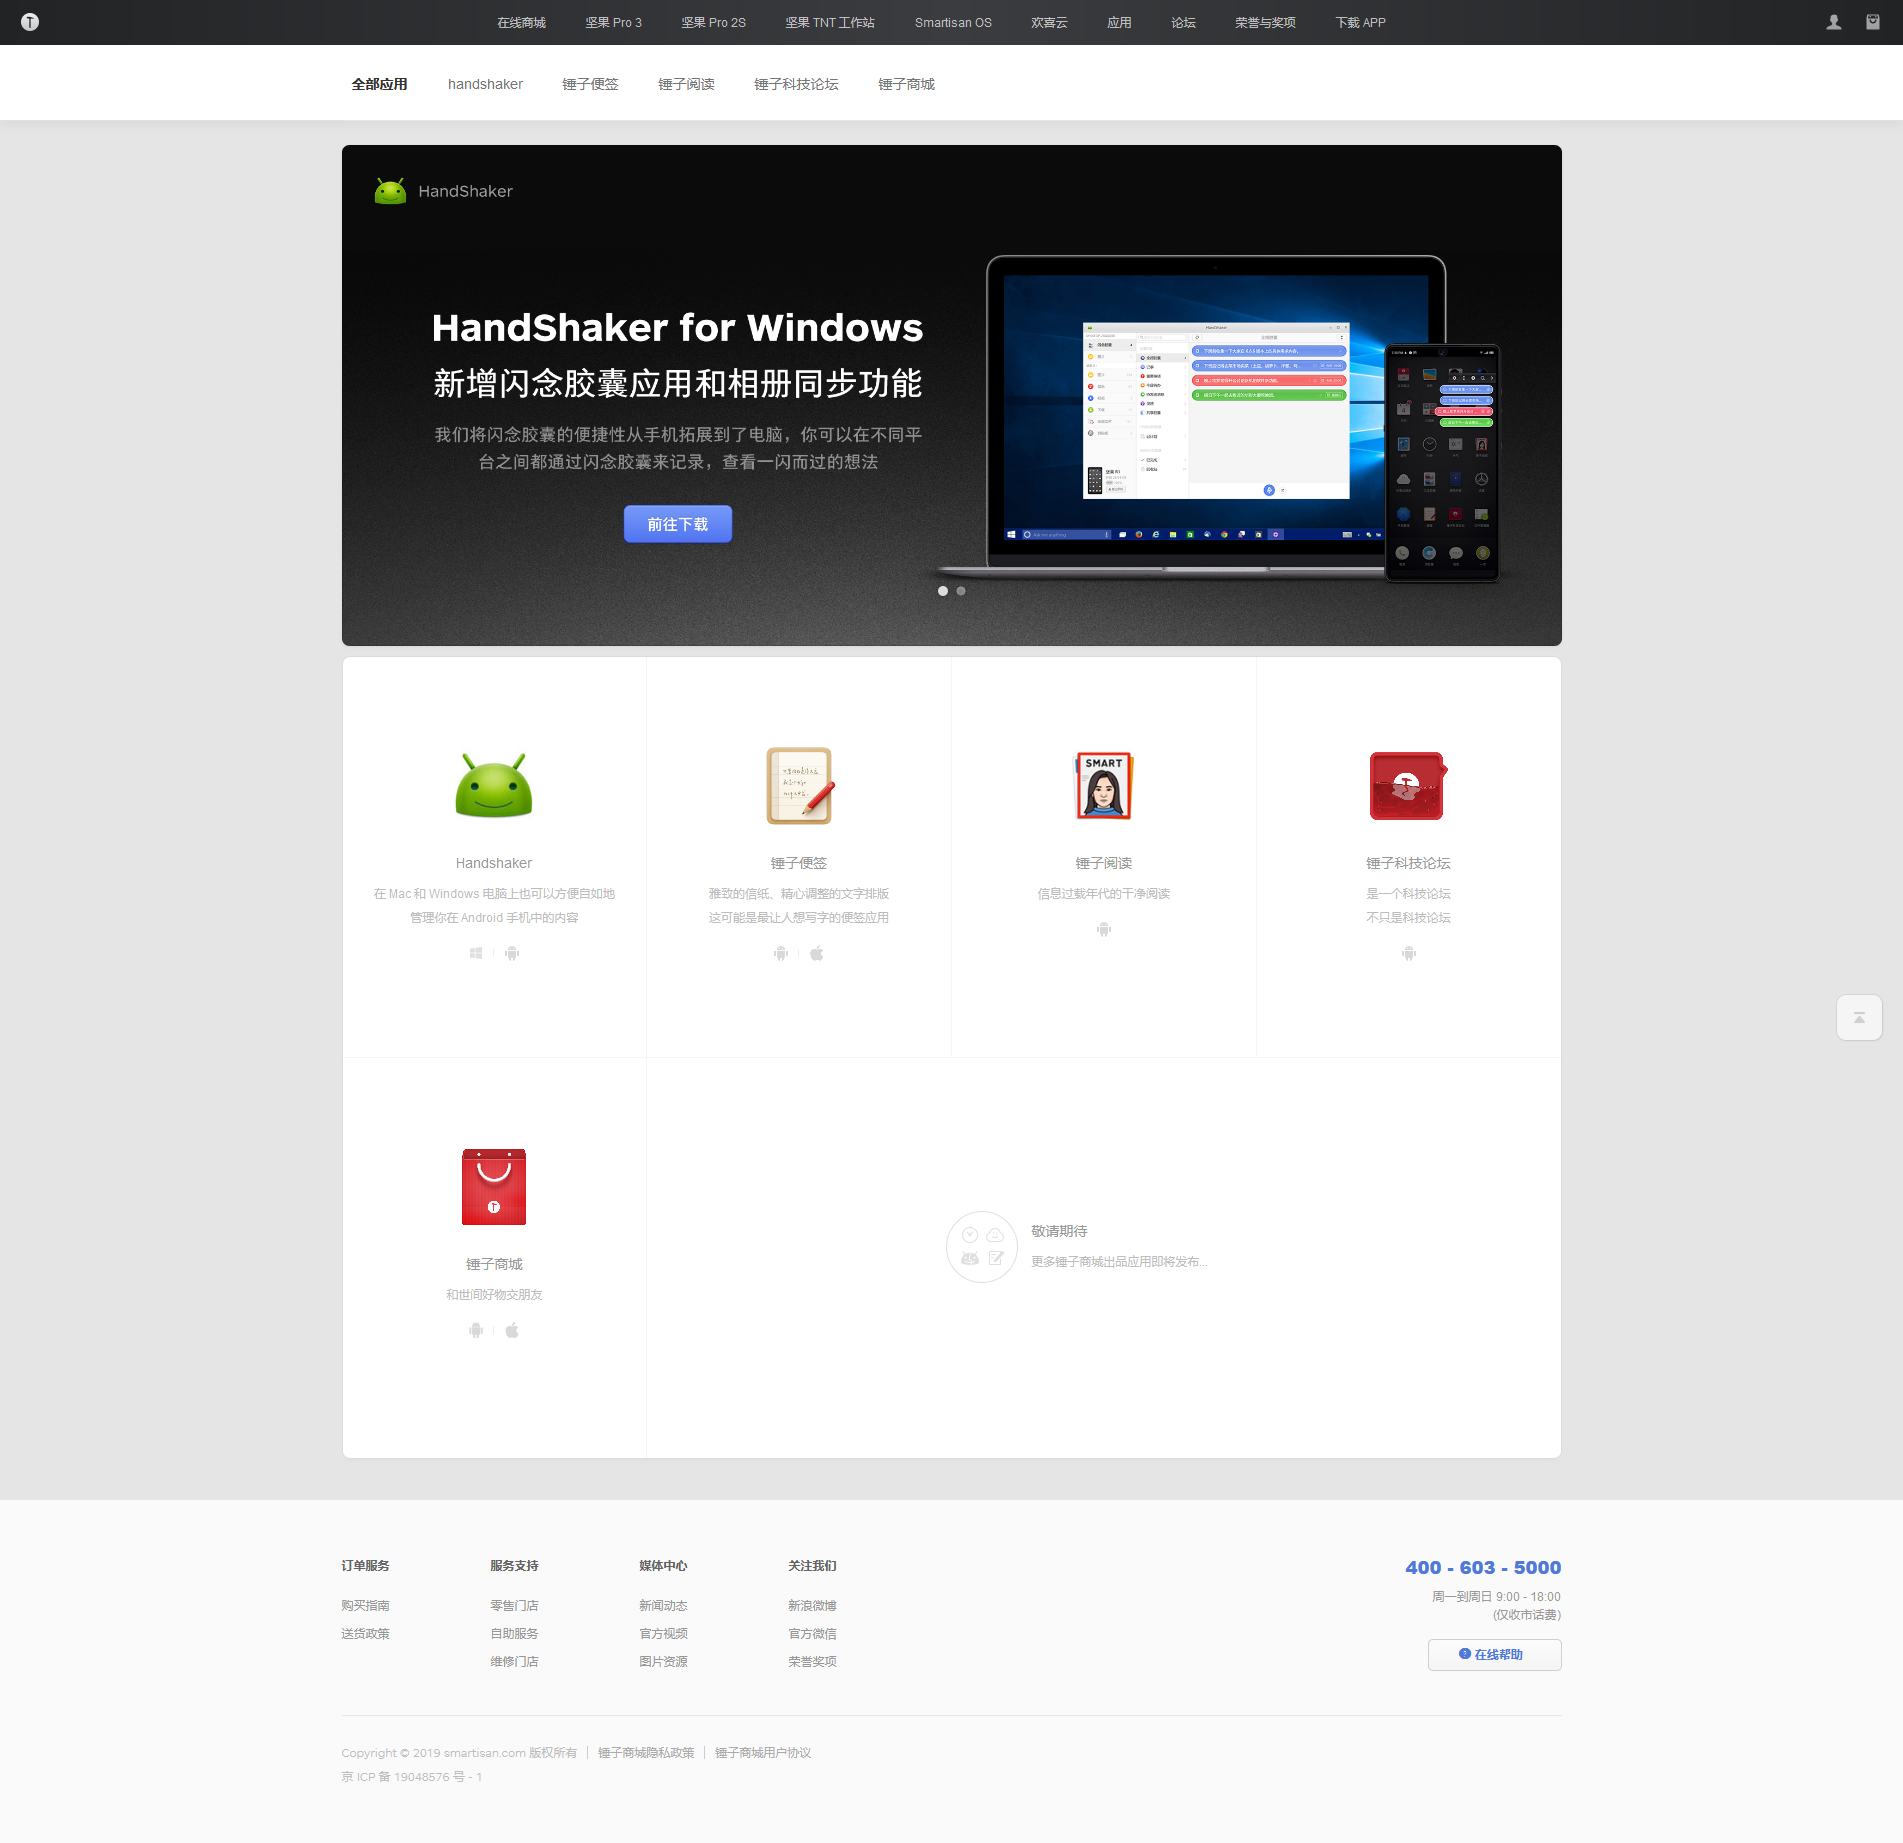 在线商城 坚果 Pro 3 坚果 Pro 2S 坚果 TNT 工作站 Smartisan OS 欢喜云 应用 论坛 荣誉与奖项 下载 APP
全部应用 handshaker 锤子便签 锤子阅读 锤子科技论坛 锤子商城
HandShaker
HandShaker for Windows
新增闪念胶囊应用和相册同步功能
我们将闪念胶囊的便捷性从手机拓展到了电脑，你可以在不同平
台之间都通过闪念胶囊来记录，查看一闪而过的想法
前往下载
HandShaker
SMART
Handshaker
在 Mac 和 Windows 电脑上也可以方便自如地
管理你在 Android 手机中的内容
锤子便签
雅致的信纸、精心调整的文字排版
这可能是最让人想写字的便签应用
锤子阅读
信息过载年代的干净阅读
锤子科技论坛
是一个科技论坛
不只是科技论坛
锤子商城
和世间好物交朋友
敬请期待
更多锤子商城出品应用即将发布...
订单服务 服务支持 媒体中心 关注我们
购买指南 零售门店 新闻动态 新浪微博
送货政策 自助服务 官方视频 官方微信
维修门店 图片资源 荣誉奖项
400 - 603 - 5000
周一到周日 9:00 - 18:00
(仅收市话费)
在线帮助
Copyright © 2019 smartisan.com 版权所有 | 锤子商城隐私政策 | 锤子商城用户协议
京 ICP 备 19048576 号 - 1